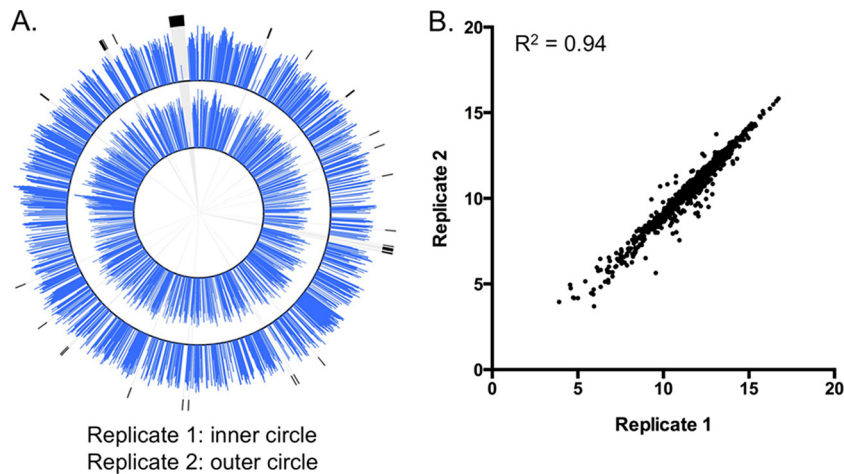 A.
Replicate 1: inner circle
Replicate 2: outer circle
B.
R² = 0.94
20
15
10
5
0
Replicate 2
0 5 10 15 20
Replicate 1